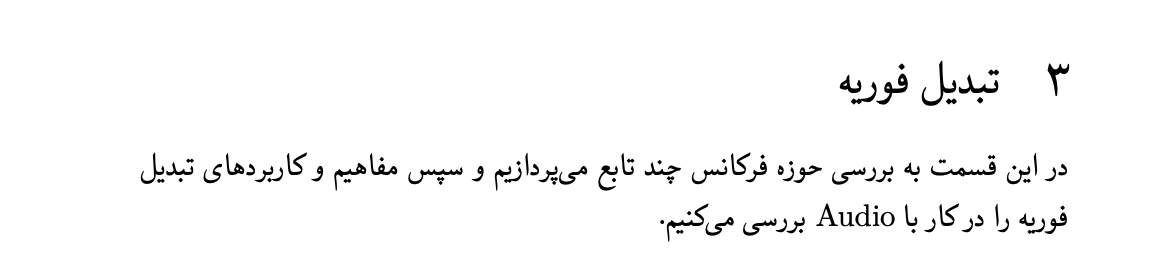 ۳ تبدیل فوریه
در این قسمت به بررسی حوزه فرکانس چند تابع می‌پردازیم و سپس مفاهیم و کاربردهای تبدیل
فوریه را در کار با Audio بررسی می‌کنیم.